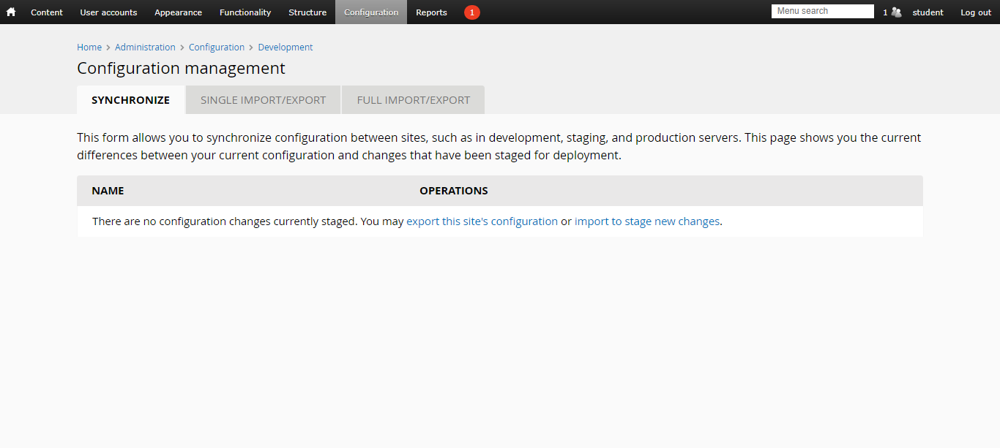 Content User accounts Appearance Functionality Structure Configuration Reports 1 Menu search 1 student Log out
Home › Administration › Configuration › Development
Configuration management
SYNCHRONIZE SINGLE IMPORT/EXPORT FULL IMPORT/EXPORT
This form allows you to synchronize configuration between sites, such as in development, staging, and production servers. This page shows you the current
differences between your current configuration and changes that have been staged for deployment.
NAME OPERATIONS
There are no configuration changes currently staged. You may export this site's configuration or import to stage new changes.